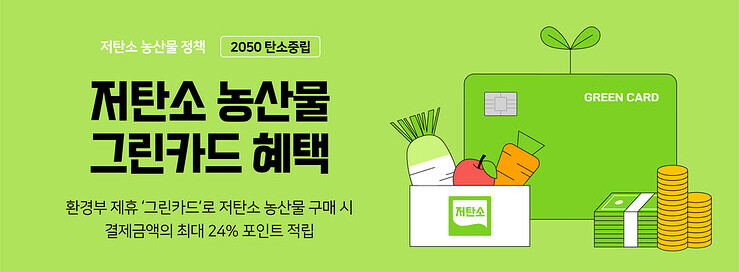 저탄소 농산물 정책
2050 탄소중립
저탄소 농산물
그린카드 혜택
환경부 제휴 ‘그린카드’로 저탄소 농산물 구매 시
결제금액의 최대 24% 포인트 적립
GREEN CARD
저탄소